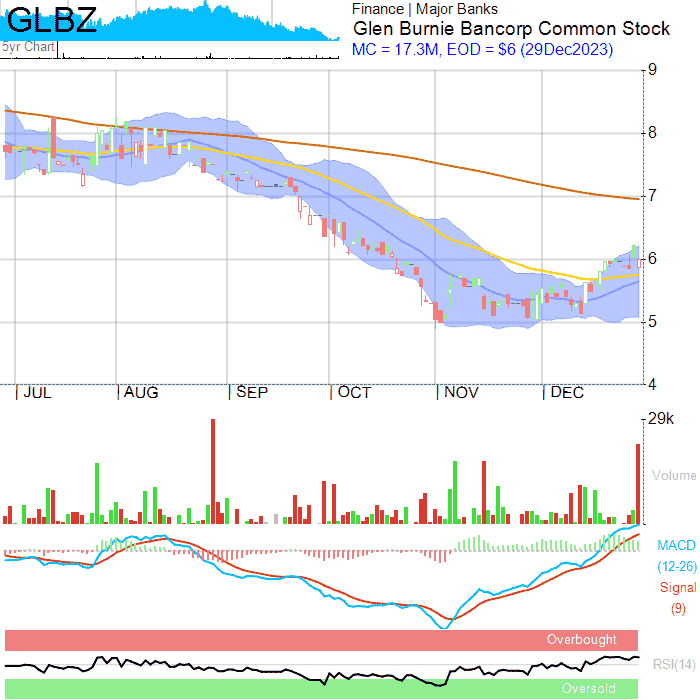 GLBZ
5yr Chart
Finance | Major Banks
Glen Burnie Bancorp Common Stock
MC = 17.3M, EOD = $6 (29Dec2023)
9
8
7
6
5
4
| JUL | AUG | SEP | OCT | NOV | DEC
29k
Volume
MACD
(12-26)
Signal
(9)
Overbought
RSI(14)
Oversold